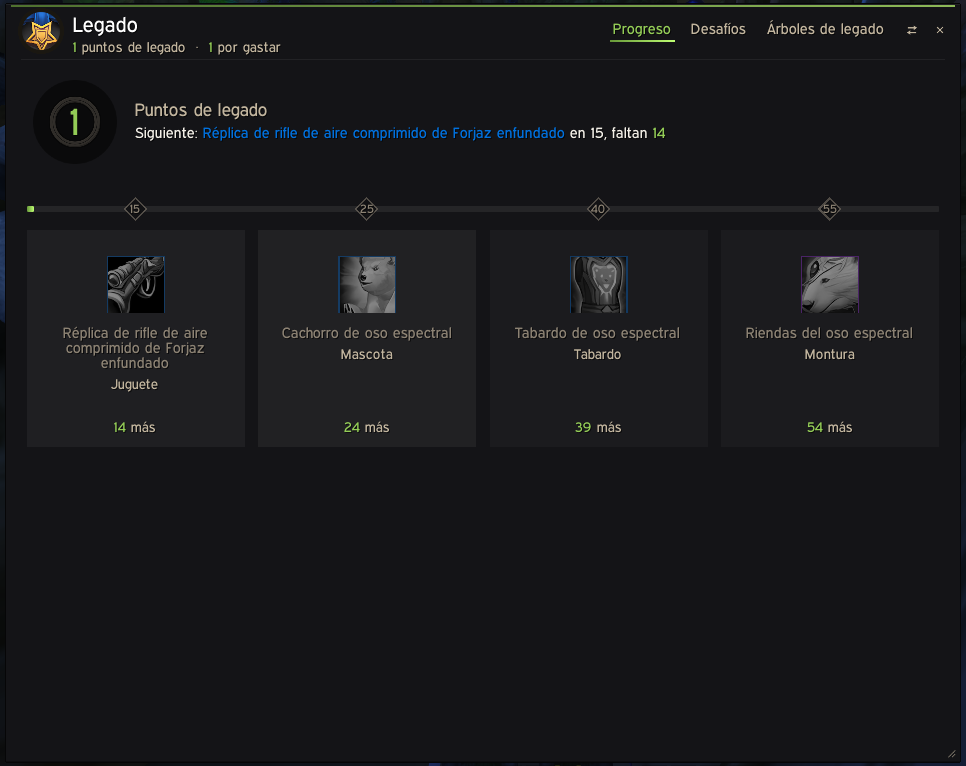 Legado
1 puntos de legado · 1 por gastar
Progreso
Desafíos
Árboles de legado
1
Puntos de legado
Siguiente: Réplica de rifle de aire comprimido de Forjaz enfundado en 15, faltan 14
15
25
40
55
Réplica de rifle de aire
comprimido de Forjaz
enfundado
Juguete
14 más
Cachorro de oso espectral
Mascota
24 más
Tabardo de oso espectral
Tabardo
39 más
Riendas del oso espectral
Montura
54 más